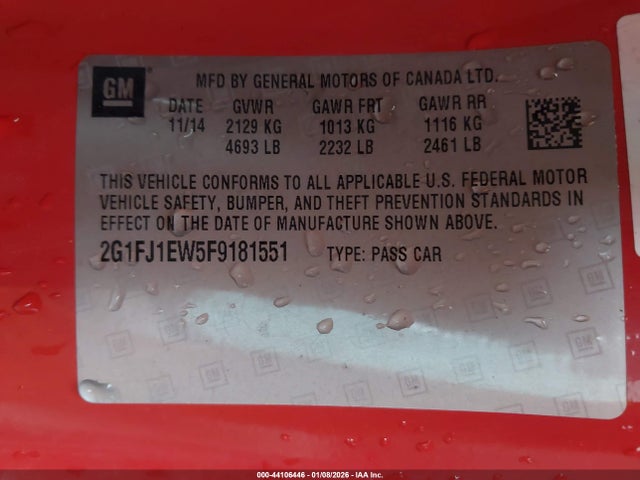 GM MFD BY GENERAL MOTORS OF CANADA LTD.
DATE GVWR GAWR FRT GAWR RR
11/14 2129 KG 1013 KG 1116 KG
4693 LB 2232 LB 2461 LB
THIS VEHICLE CONFORMS TO ALL APPLICABLE U.S. FEDERAL MOTOR
VEHICLE SAFETY, BUMPER, AND THEFT PREVENTION STANDARDS IN
EFFECT ON THE DATE OF MANUFACTURE SHOWN ABOVE.
2G1FJ1EW5F9181551 TYPE: PASS CAR
000-44106446 - 01/08/2026 - IAA Inc.